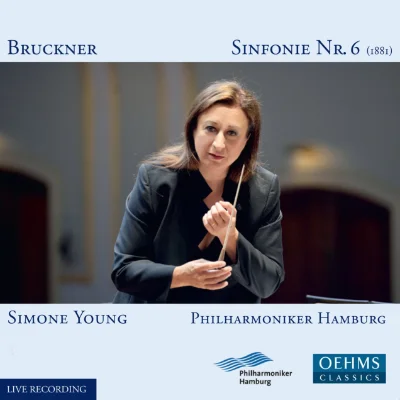 Bruckner Sinfonie Nr. 6 (1881)
Simone Young Philharmoniker Hamburg
Philharmoniker
Hamburg
OEHMS
CLASSICS
LIVE RECORDING